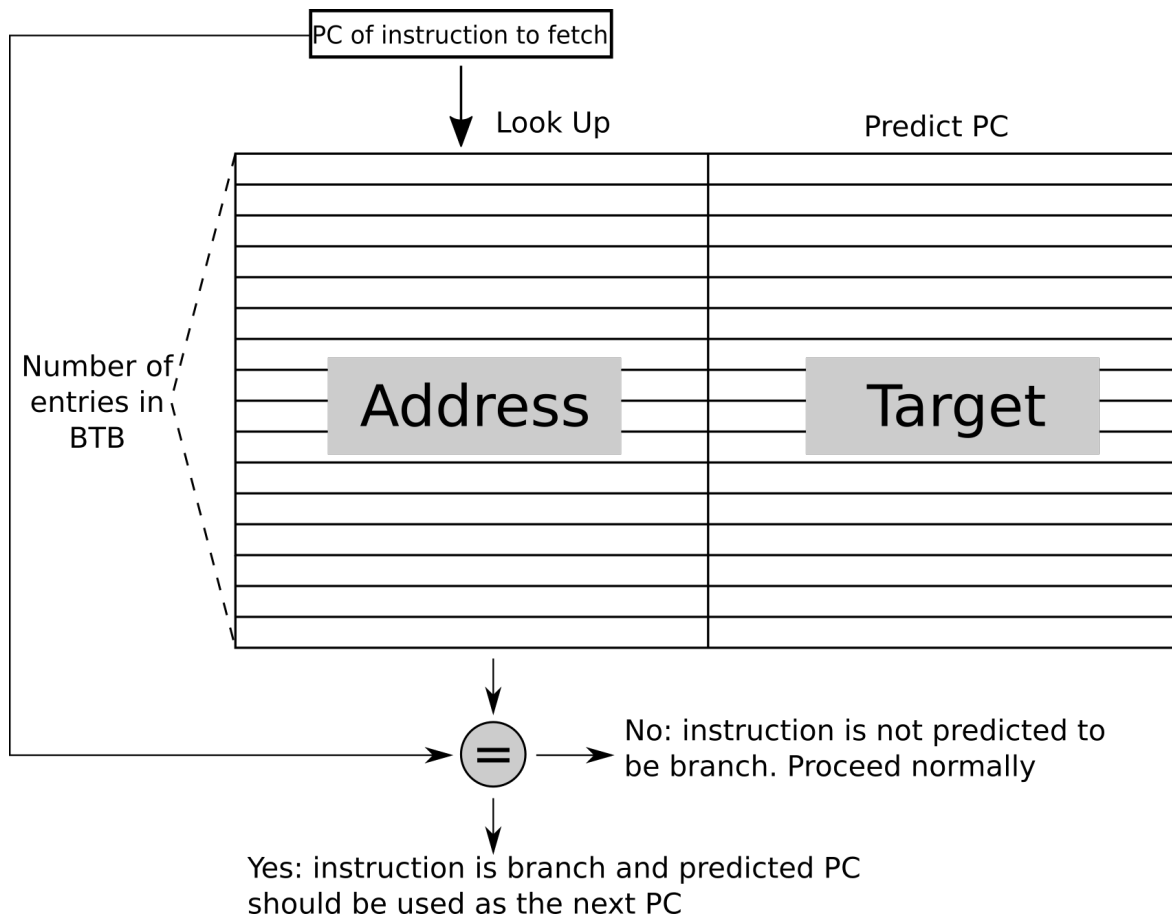 PC of instruction to fetch
Look Up
Predict PC
Number of
entries in
BTB
Address
Target
=
No: instruction is not predicted to
be branch. Proceed normally
Yes: instruction is branch and predicted PC
should be used as the next PC